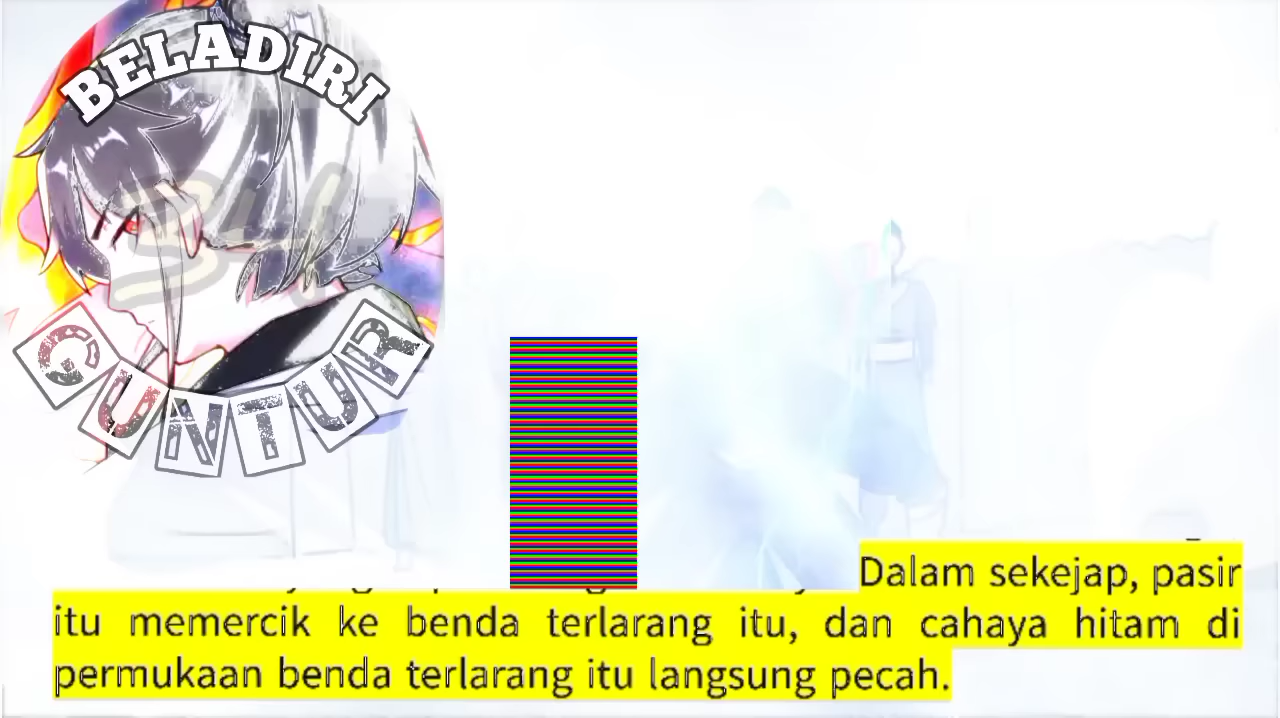 BELADIRI
GUNTUR
Dalam sekejap, pasir
itu memercik ke benda terlarang itu, dan cahaya hitam di
permukaan benda terlarang itu langsung pecah.